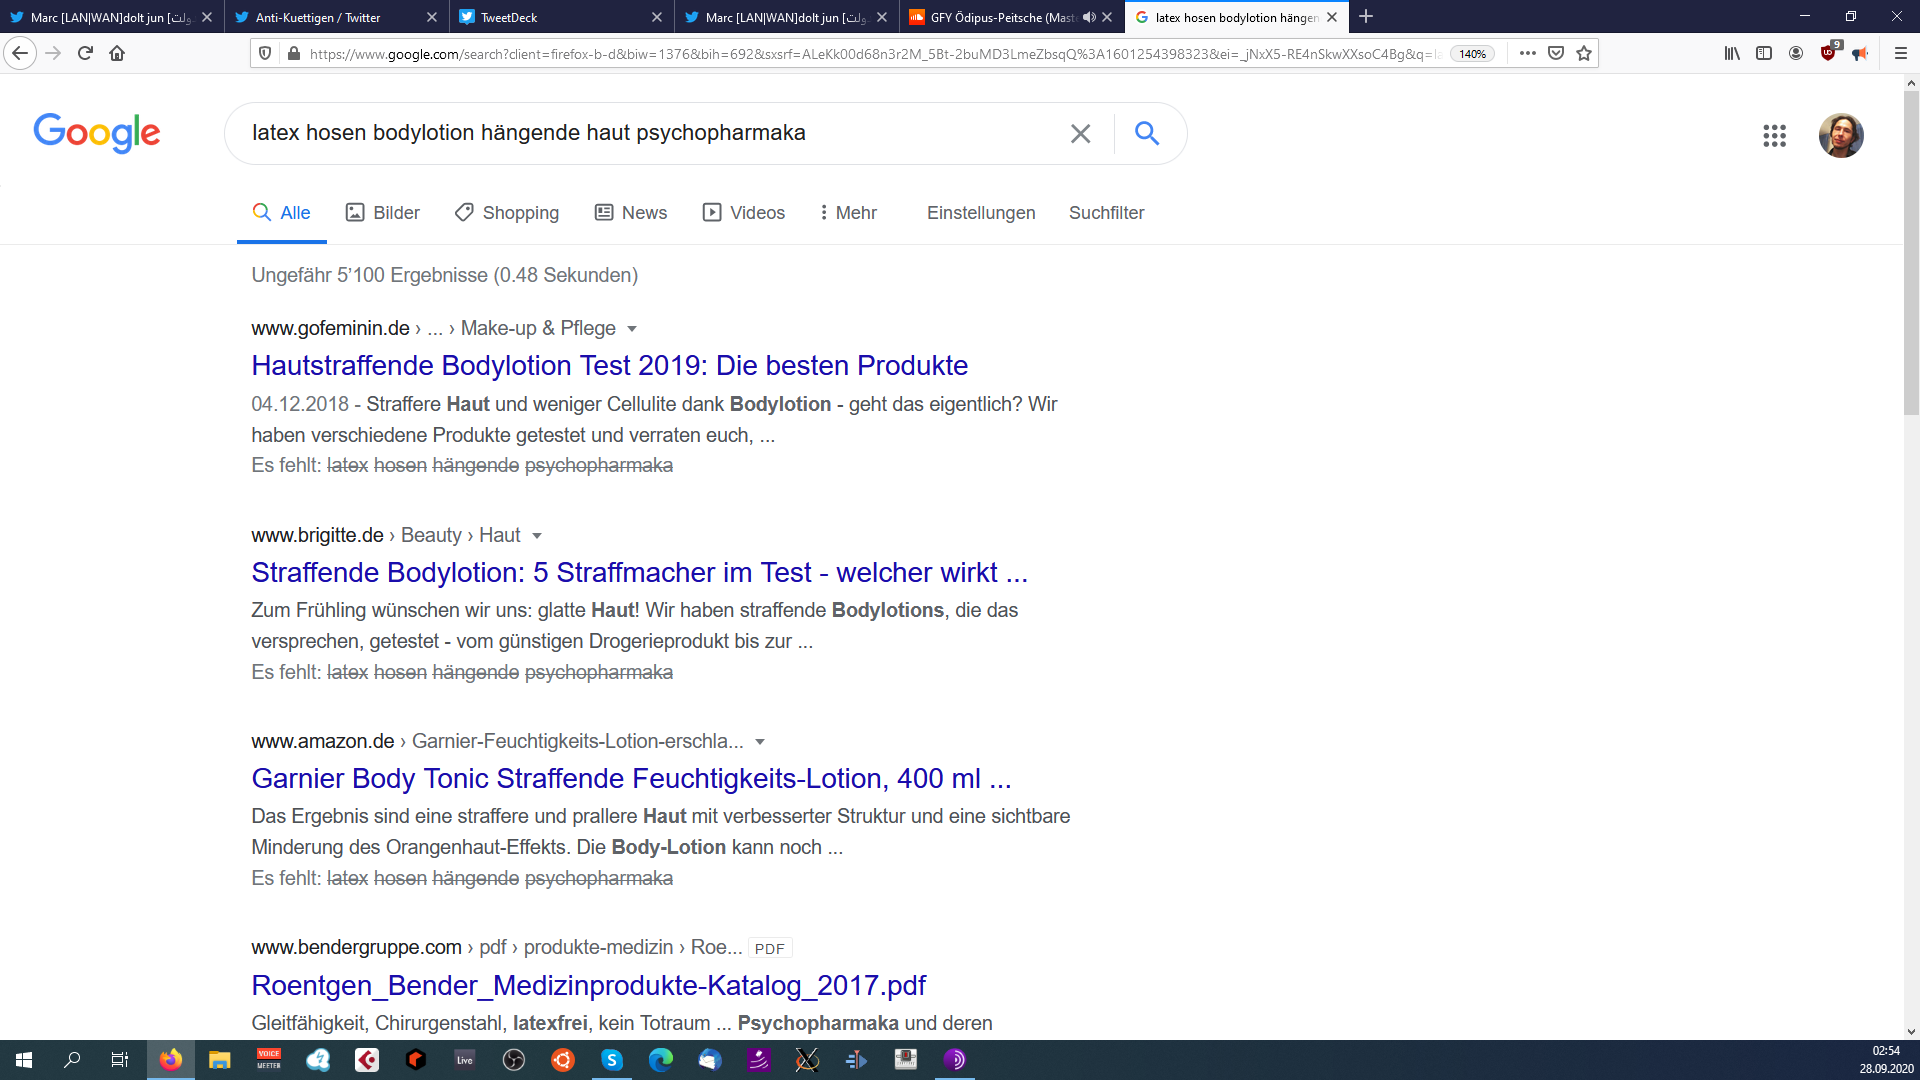 Marc [LAN|WAN]dolt jun
Anti-Kuettigen / Twitter
TweetDeck
Marc [LAN|WAN]dolt jun
GFY Ödipus-Peitsche (Mast
latex hosen bodylotion hängen
https://www.google.com/search?client=firefox-b-d&biw=1376&bih=692&sxsrf=ALeKk00d68n3r2M_5Bt-2buMD3LmeZbsqQ%3A1601254398323&ei=_jNxX5-RE4nSkwXXsoC4Bg&q=l
140%
9
Google
latex hosen bodylotion hängende haut psychopharmaka
Alle
Bilder
Shopping
News
Videos
Mehr
Einstellungen
Suchfilter
Ungefähr 5’100 Ergebnisse (0.48 Sekunden)
www.gofeminin.de › ... › Make-up & Pflege
Hautstraffende Bodylotion Test 2019: Die besten Produkte
04.12.2018 - Straffere Haut und weniger Cellulite dank Bodylotion - geht das eigentlich? Wir
haben verschiedene Produkte getestet und verraten euch, ...
Es fehlt: latex hosen hängende psychopharmaka
www.brigitte.de › Beauty › Haut
Straffende Bodylotion: 5 Straffmacher im Test - welcher wirkt ...
Zum Frühling wünschen wir uns: glatte Haut! Wir haben straffende Bodylotions, die das
versprechen, getestet - vom günstigen Drogerieprodukt bis zur ...
Es fehlt: latex hosen hängende psychopharmaka
www.amazon.de › Garnier-Feuchtigkeits-Lotion-erschla...
Garnier Body Tonic Straffende Feuchtigkeits-Lotion, 400 ml ...
Das Ergebnis sind eine straffere und prallere Haut mit verbesserter Struktur und eine sichtbare
Minderung des Orangenhaut-Effekts. Die Body-Lotion kann noch ...
Es fehlt: latex hosen hängende psychopharmaka
www.bendergruppe.com › pdf › produkte-medizin › Roe... PDF
Roentgen_Bender_Medizinprodukte-Katalog_2017.pdf
Gleitfähigkeit, Chirurgenstahl, latexfrei, kein Totraum ... Psychopharmaka und deren
VOICE
MEETER
Live
02:54
28.09.2020